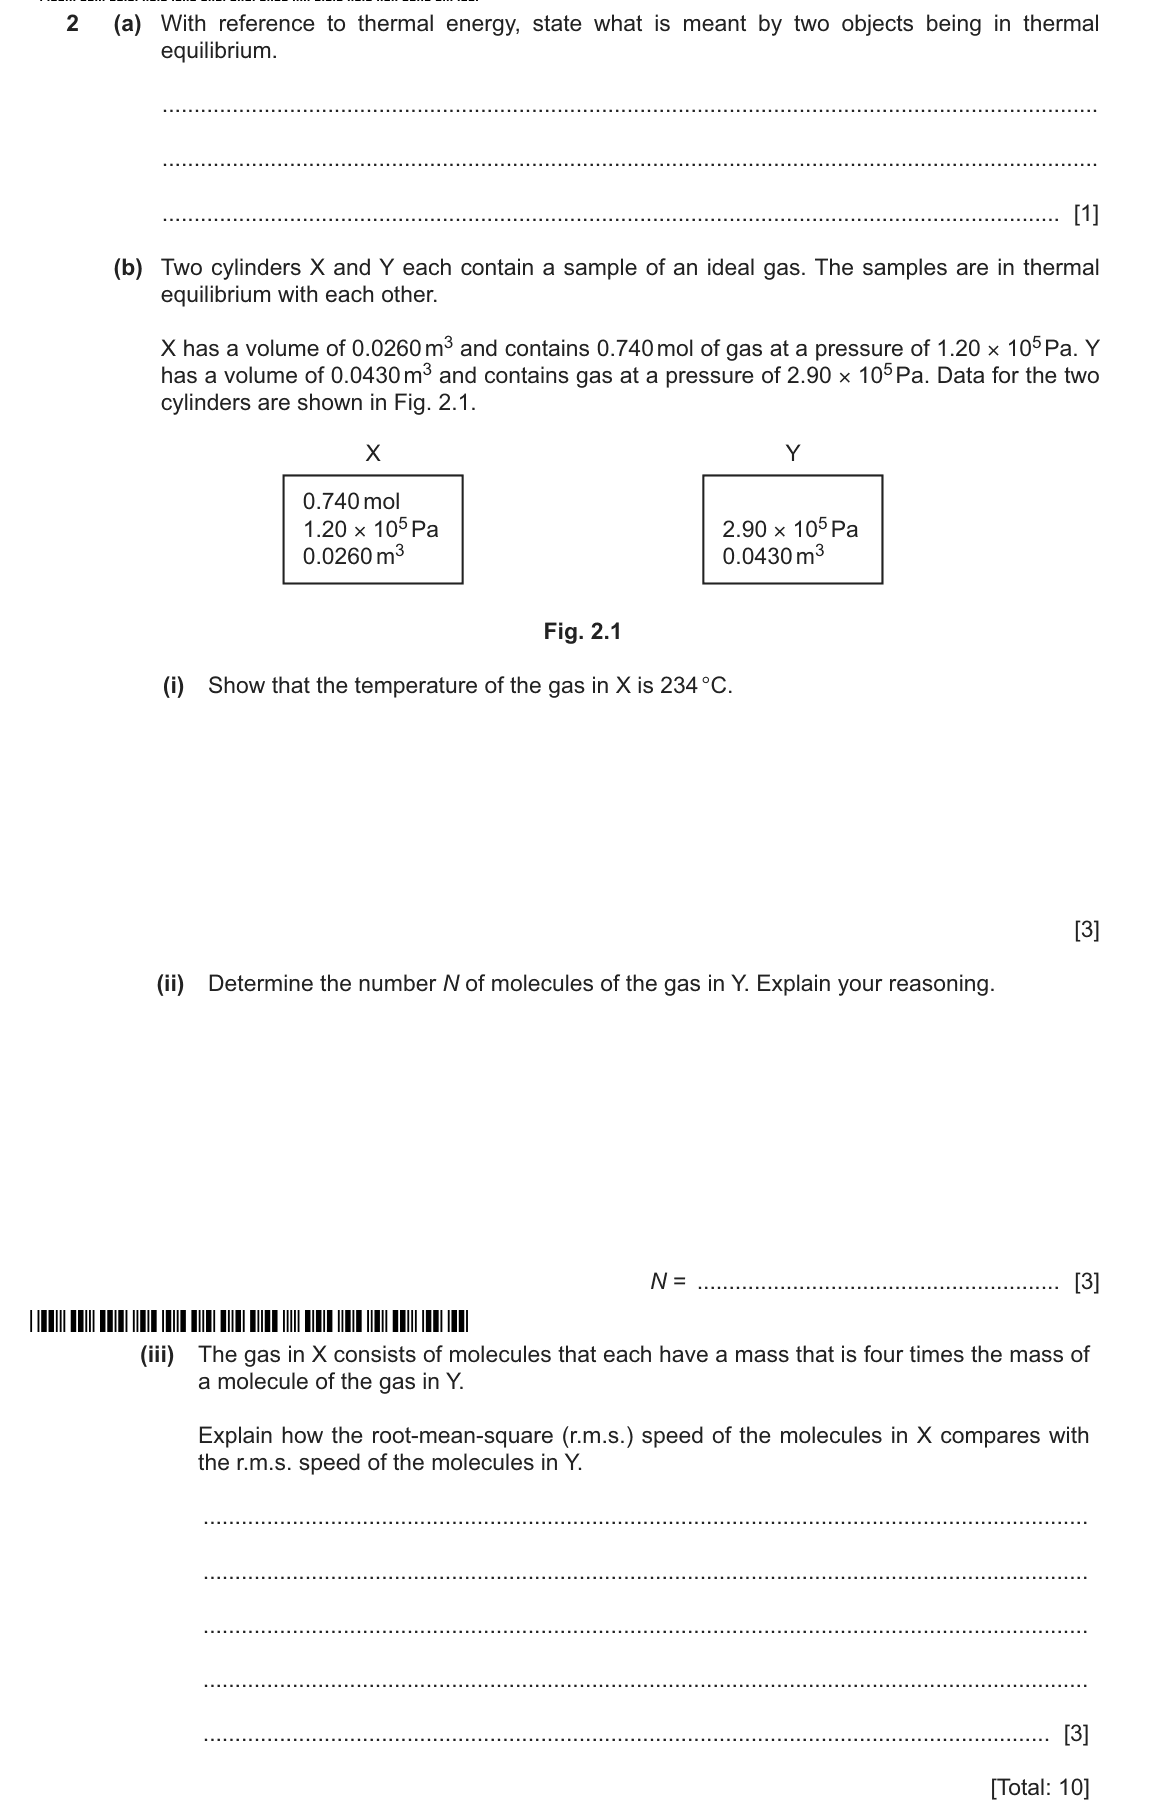 2 (a) With reference to thermal energy, state what is meant by two objects being in thermal
equilibrium.
..........
..........
.......... [1]
(b) Two cylinders X and Y each contain a sample of an ideal gas. The samples are in thermal
equilibrium with each other.
X has a volume of 0.0260 m³ and contains 0.740 mol of gas at a pressure of 1.20 × 10⁵ Pa. Y
has a volume of 0.0430 m³ and contains gas at a pressure of 2.90 × 10⁵ Pa. Data for the two
cylinders are shown in Fig. 2.1.
X Y
0.740 mol
1.20 × 10⁵ Pa 2.90 × 10⁵ Pa
0.0260 m³ 0.0430 m³
Fig. 2.1
(i) Show that the temperature of the gas in X is 234 °C.
[3]
(ii) Determine the number N of molecules of the gas in Y. Explain your reasoning.
N = .......... [3]
(iii) The gas in X consists of molecules that each have a mass that is four times the mass of
a molecule of the gas in Y.
Explain how the root-mean-square (r.m.s.) speed of the molecules in X compares with
the r.m.s. speed of the molecules in Y.
..........
..........
..........
..........
.......... [3]
[Total: 10]